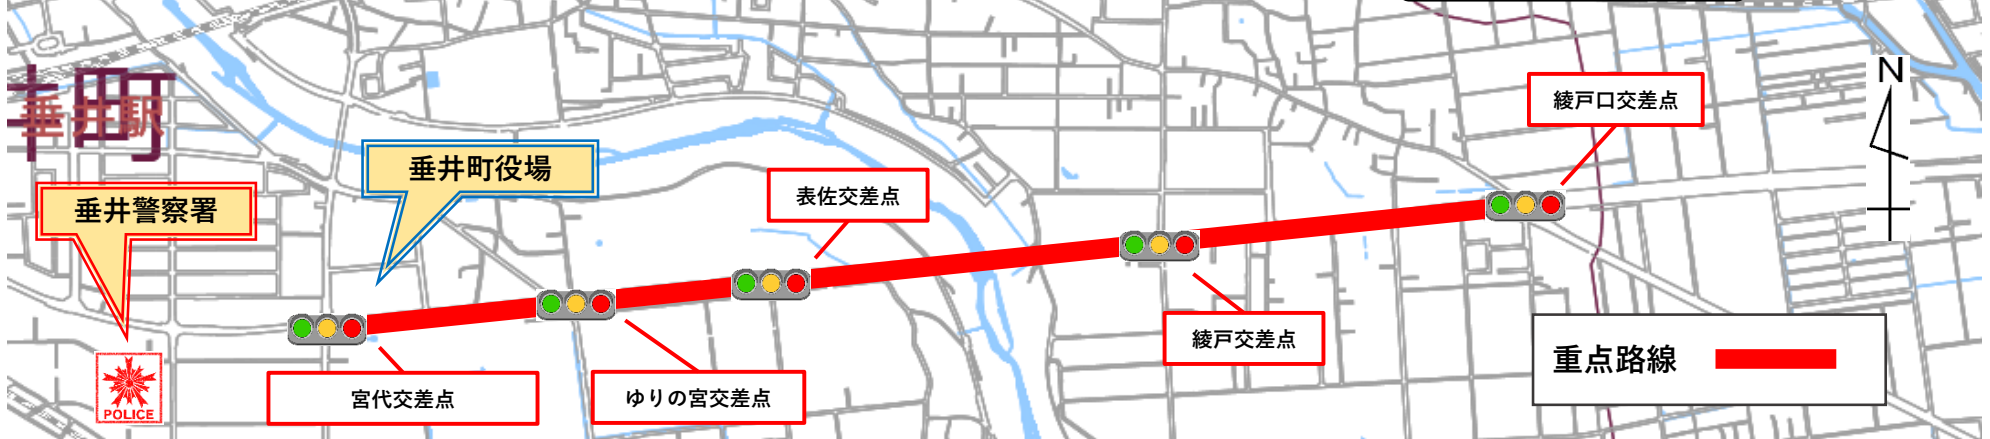 N
垂井駅
町
綾戸口交差点
垂井町役場
表佐交差点
垂井警察署
綾戸交差点
重点路線
宮代交差点
ゆりの宮交差点
POLICE